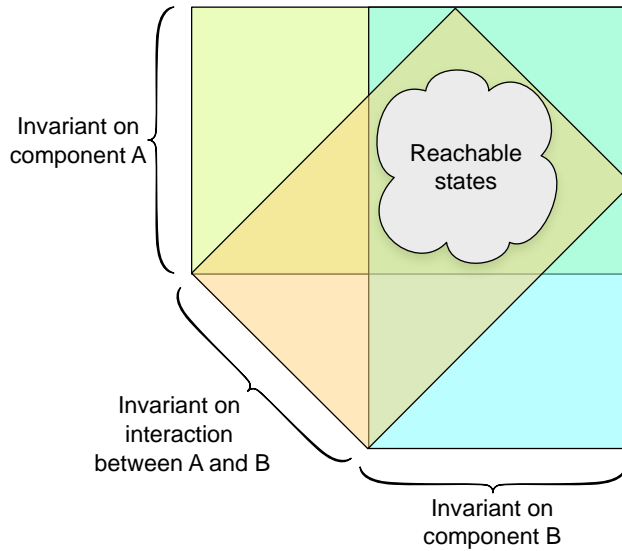 Invariant on
component A
Reachable
states
Invariant on
interaction
between A and B
Invariant on
component B